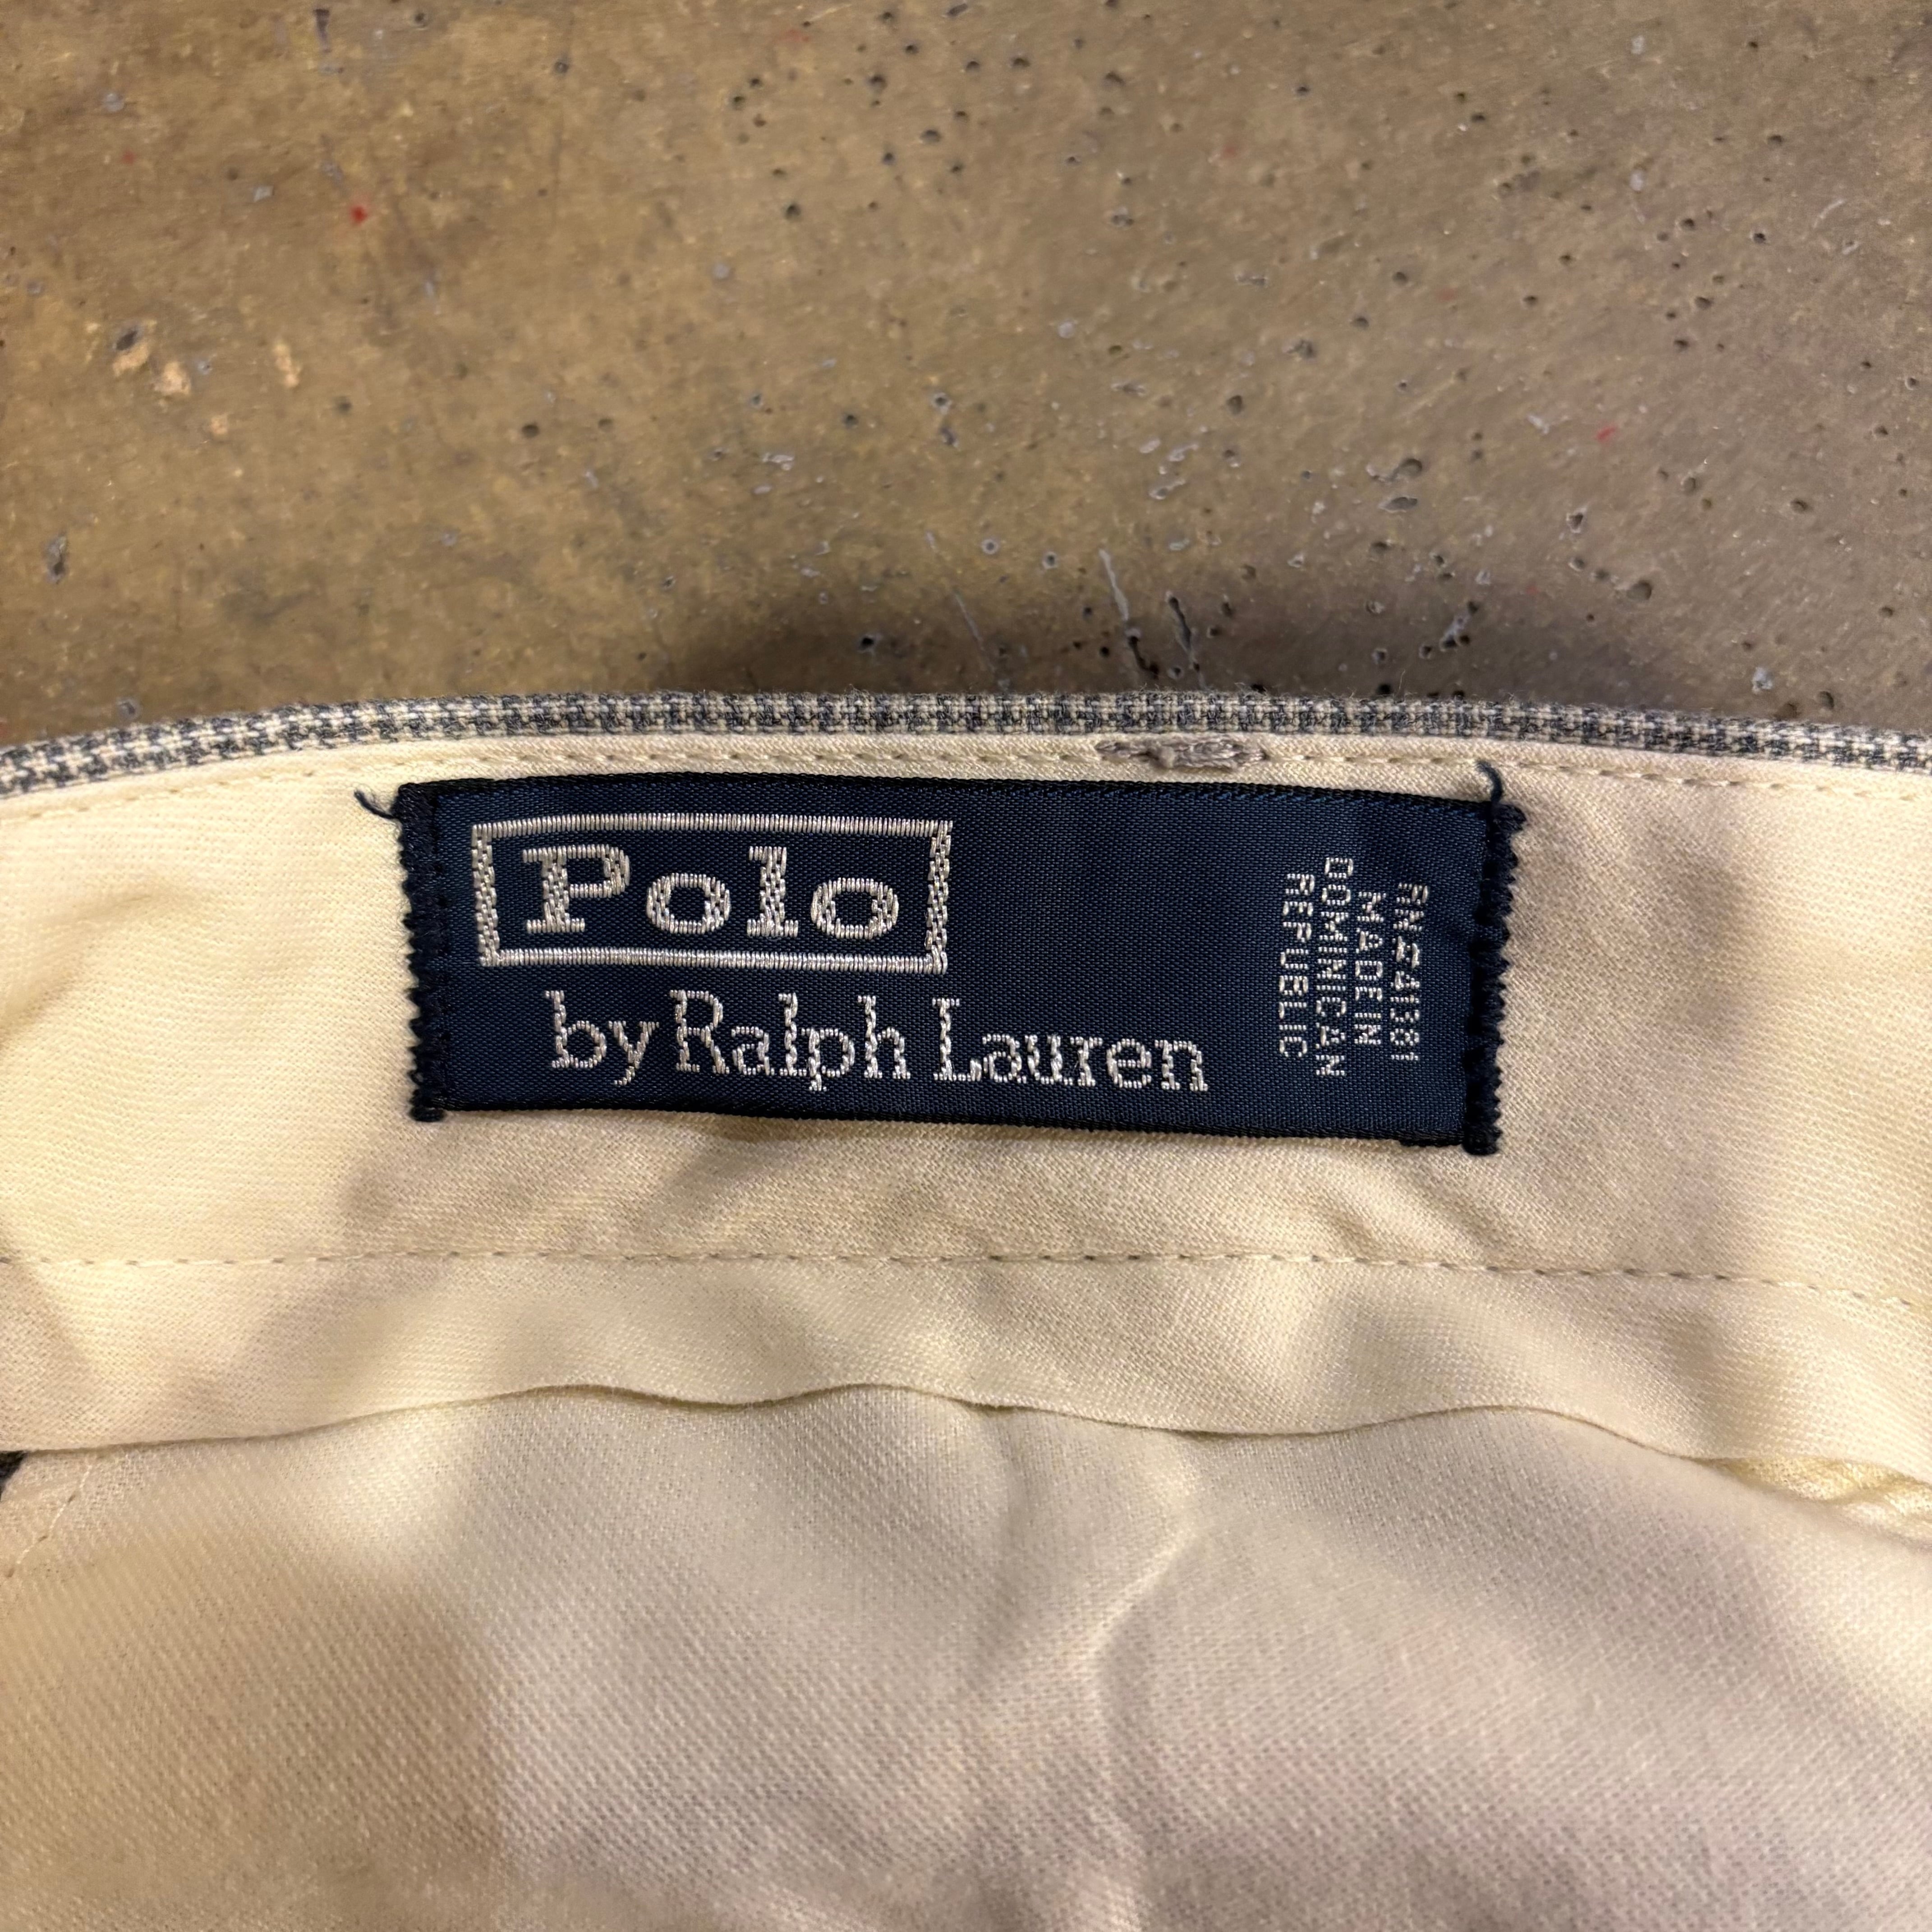 Polo
by Ralph Lauren
RN≠41381
MADE IN
DOMINICAN
REPUBLIC